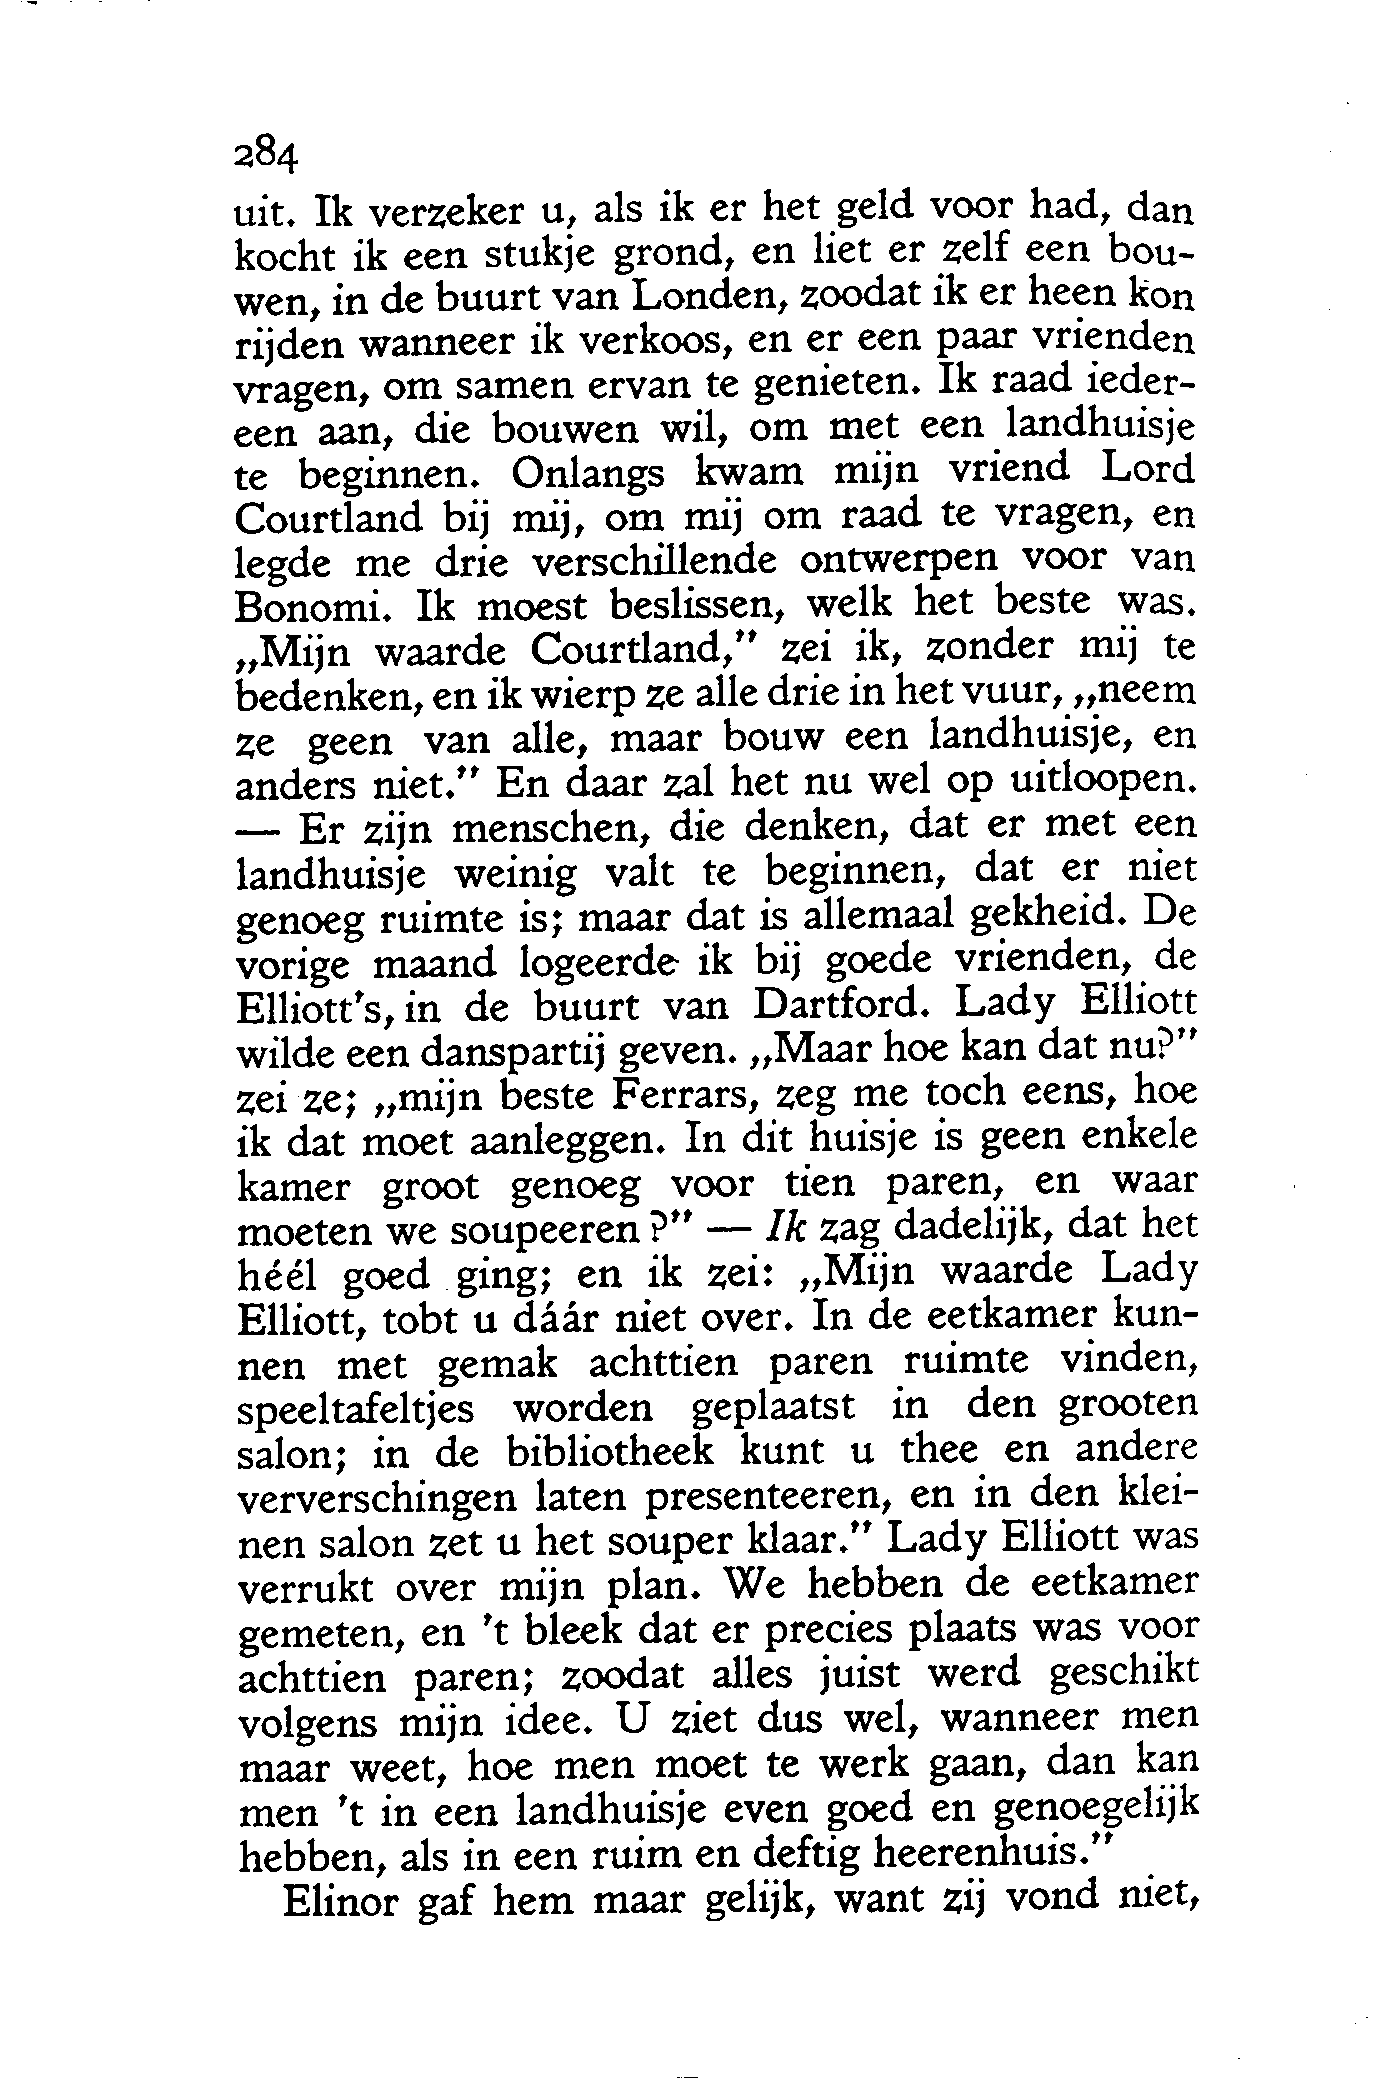 284
uit. Ik verzeker u, als ik er het geld voor had, dan
kocht ik een stukje grond, en liet er zelf een bou-
wen, in de buurt van Londen, zoodat ik er heen kon
rijden wanneer ik verkoos, en er een paar vrienden
vragen, om samen ervan te genieten. Ik raad ieder-
een aan, die bouwen wil, om met een landhuisje
te beginnen. Onlangs kwam mijn vriend Lord
Courtland bij mij, om mij om raad te vragen, en
legde me drie verschillende ontwerpen voor van
Bonomi. Ik moest beslissen, welk het beste was.
„Mijn waarde Courtland,” zei ik, zonder mij te
bedenken, en ik wierp ze alle drie in het vuur, „neem
ze geen van alle, maar bouw een landhuisje, en
anders niet.” En daar zal het nu wel op uitloopen.
— Er zijn menschen, die denken, dat er met een
landhuisje weinig valt te beginnen, dat er niet
genoeg ruimte is; maar dat is allemaal gekheid. De
vorige maand logeerde ik bij goede vrienden, de
Elliott's, in de buurt van Dartford. Lady Elliott
wilde een danspartij geven. „Maar hoe kan dat nu?”
zei ze; „mijn beste Ferrars, zeg me toch eens, hoe
ik dat moet aanleggen. In dit huisje is geen enkele
kamer groot genoeg voor tien paren, en waar
moeten we soupeeren?” — Ik zag dadelijk, dat het
héél goed ging; en ik zei: „Mijn waarde Lady
Elliott, tobt u dáár niet over. In de eetkamer kun-
nen met gemak achttien paren ruimte vinden,
speeltafeltjes worden geplaatst in den grooten
salon; in de bibliotheek kunt u thee en andere
ververschingen laten presenteeren, en in den klei-
nen salon zet u het souper klaar.” Lady Elliott was
verrukt over mijn plan. We hebben de eetkamer
gemeten, en 't bleek dat er precies plaats was voor
achttien paren; zoodat alles juist werd geschikt
volgens mijn idee. U ziet dus wel, wanneer men
maar weet, hoe men moet te werk gaan, dan kan
men 't in een landhuisje even goed en genoegelijk
hebben, als in een ruim en deftig heerenhuis.”
Elinor gaf hem maar gelijk, want zij vond niet,